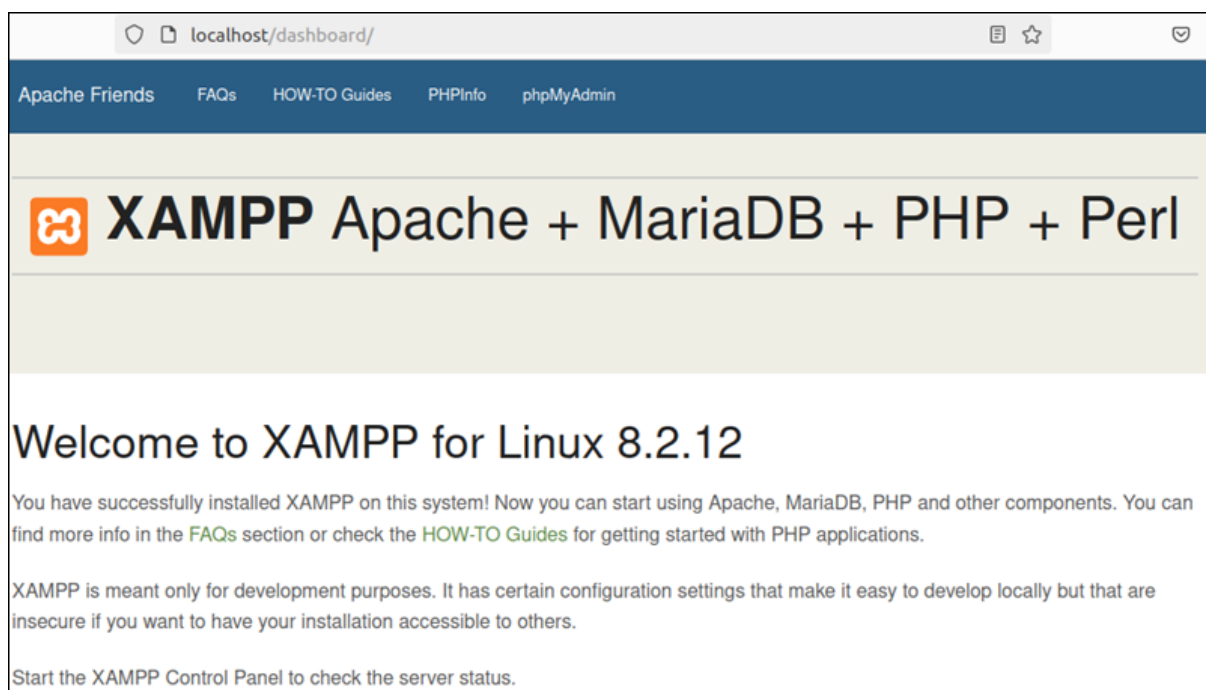 localhost/dashboard/
Apache Friends FAQs HOW-TO Guides PHPInfo phpMyAdmin
XAMPP Apache + MariaDB + PHP + Perl
Welcome to XAMPP for Linux 8.2.12
You have successfully installed XAMPP on this system! Now you can start using Apache, MariaDB, PHP and other components. You can
find more info in the FAQs section or check the HOW-TO Guides for getting started with PHP applications.
XAMPP is meant only for development purposes. It has certain configuration settings that make it easy to develop locally but that are
insecure if you want to have your installation accessible to others.
Start the XAMPP Control Panel to check the server status.